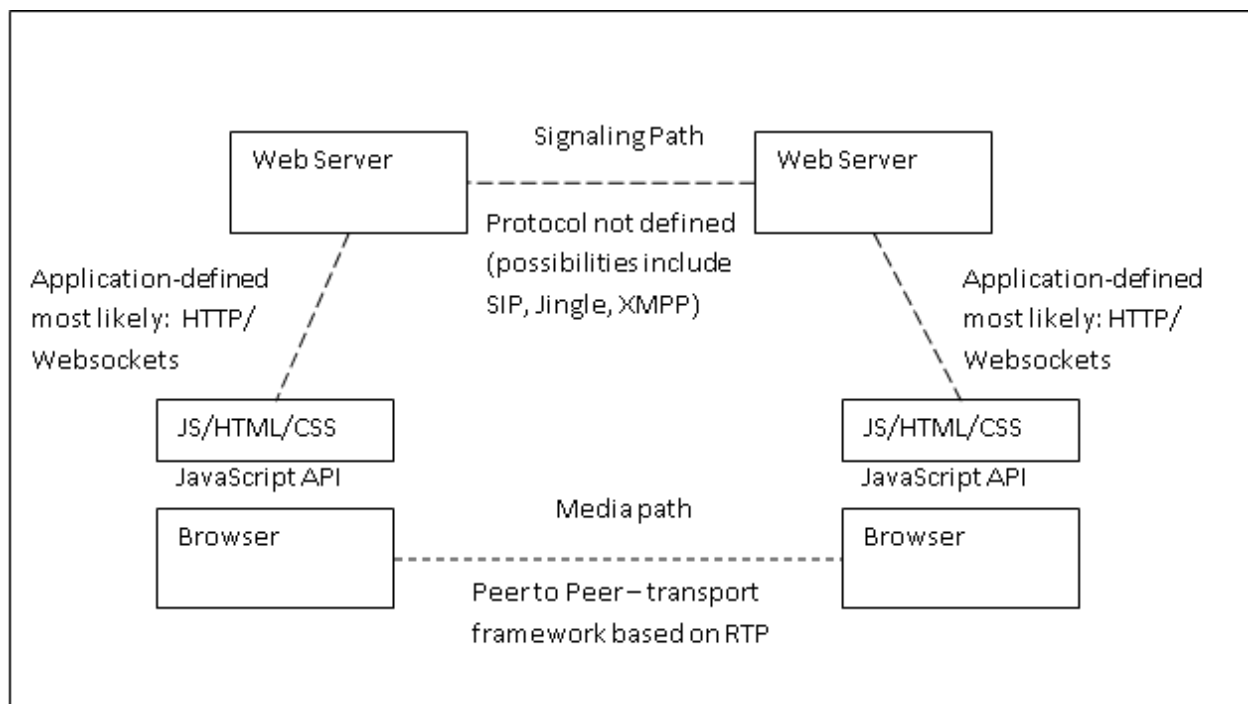 Signaling Path
Web Server
Web Server
Protocol not defined
(possibilities include
SIP, Jingle, XMPP)
Application-defined
most likely: HTTP/
Websockets
Application-defined
most likely: HTTP/
Websockets
JS/HTML/CSS
JavaScript API
Browser
JS/HTML/CSS
JavaScript API
Browser
Media path
Peer to Peer – transport
framework based on RTP